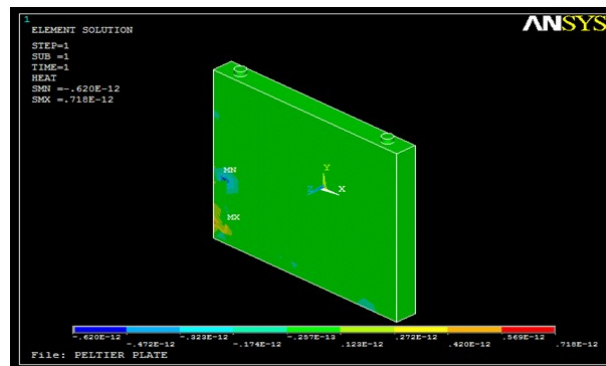 1
ANSYS
ELEMENT SOLUTION
STEP=1
SUB =1
TIME=1
HEAT
SMN =-.620E-12
SMX =.718E-12
MN
Y
Z X
MX
-.620E-12 -.323E-12 -.257E-13 .272E-12 .569E-12
-.472E-12 -.174E-12 .123E-12 .420E-12 .718E-12
File: PELTIER PLATE